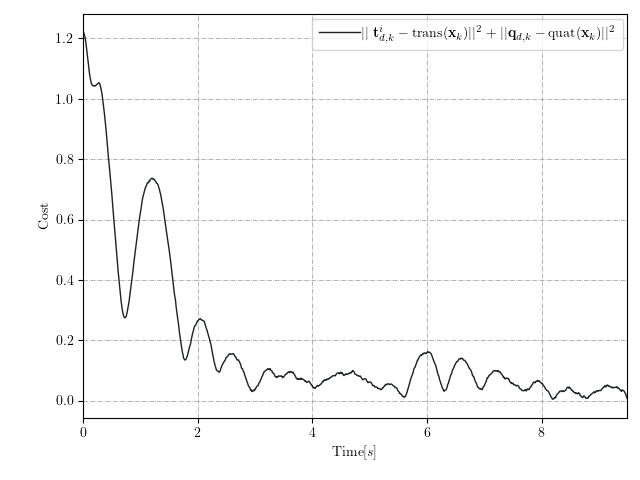 || t^i_{d,k} − trans(x_k)||² + ||q_{d,k} − quat(x_k)||²
1.2
1.0
0.8
0.6
0.4
0.2
0.0
Cost
0 2 4 6 8
Time[s]